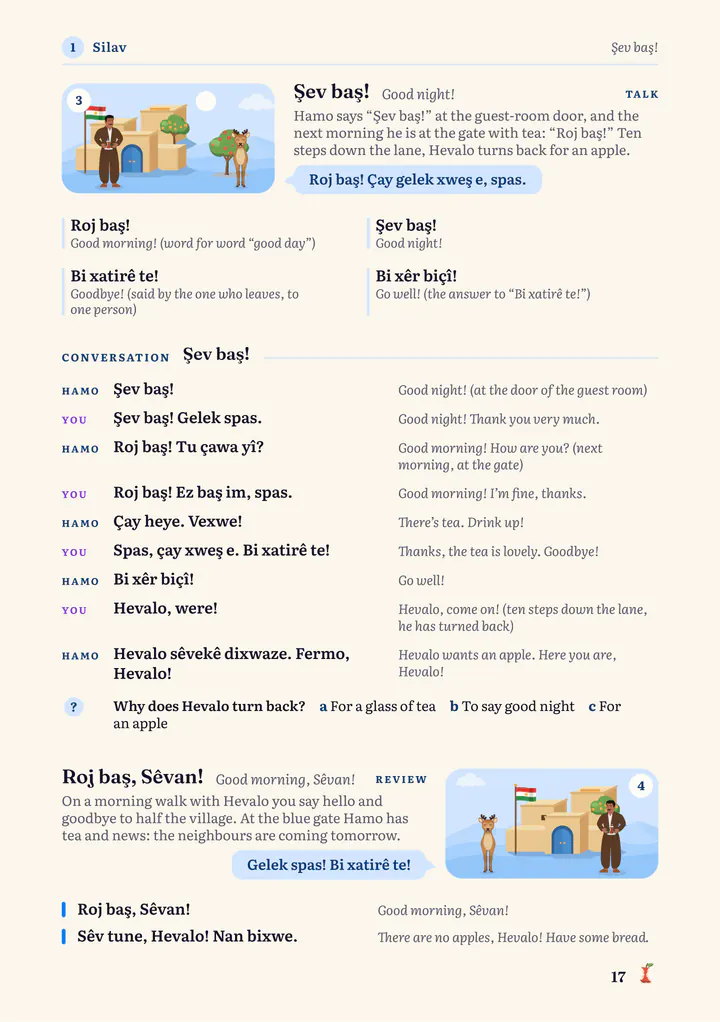 1 Silav
Şev baş!
3
Şev baş! Good night!
TALK
Hamo says “Şev baş!” at the guest-room door, and the
next morning he is at the gate with tea: “Roj baş!” Ten
steps down the lane, Hevalo turns back for an apple.
Roj baş! Çay gelek xweş e, spas.
Roj baş!
Good morning! (word for word “good day”)
Şev baş!
Good night!
Bi xatirê te!
Goodbye! (said by the one who leaves, to
one person)
Bi xêr biçî!
Go well! (the answer to “Bi xatirê te!”)
CONVERSATION Şev baş!
HAMO Şev baş! Good night! (at the door of the guest room)
YOU Şev baş! Gelek spas. Good night! Thank you very much.
HAMO Roj baş! Tu çawa yî? Good morning! How are you? (next
morning, at the gate)
YOU Roj baş! Ez baş im, spas. Good morning! I’m fine, thanks.
HAMO Çay heye. Vexwe! There’s tea. Drink up!
YOU Spas, çay xweş e. Bi xatirê te! Thanks, the tea is lovely. Goodbye!
HAMO Bi xêr biçî! Go well!
YOU Hevalo, were! Hevalo, come on! (ten steps down the lane,
he has turned back)
HAMO Hevalo sêvekê dixwaze. Fermo, Hevalo wants an apple. Here you are,
Hevalo! Hevalo!
? Why does Hevalo turn back? a For a glass of tea b To say good night c For
an apple
Roj baş, Sêvan! Good morning, Sêvan! REVIEW
On a morning walk with Hevalo you say hello and
goodbye to half the village. At the blue gate Hamo has
tea and news: the neighbours are coming tomorrow.
Gelek spas! Bi xatirê te!
4
Roj baş, Sêvan! Good morning, Sêvan!
Sêv tune, Hevalo! Nan bixwe. There are no apples, Hevalo! Have some bread.
17